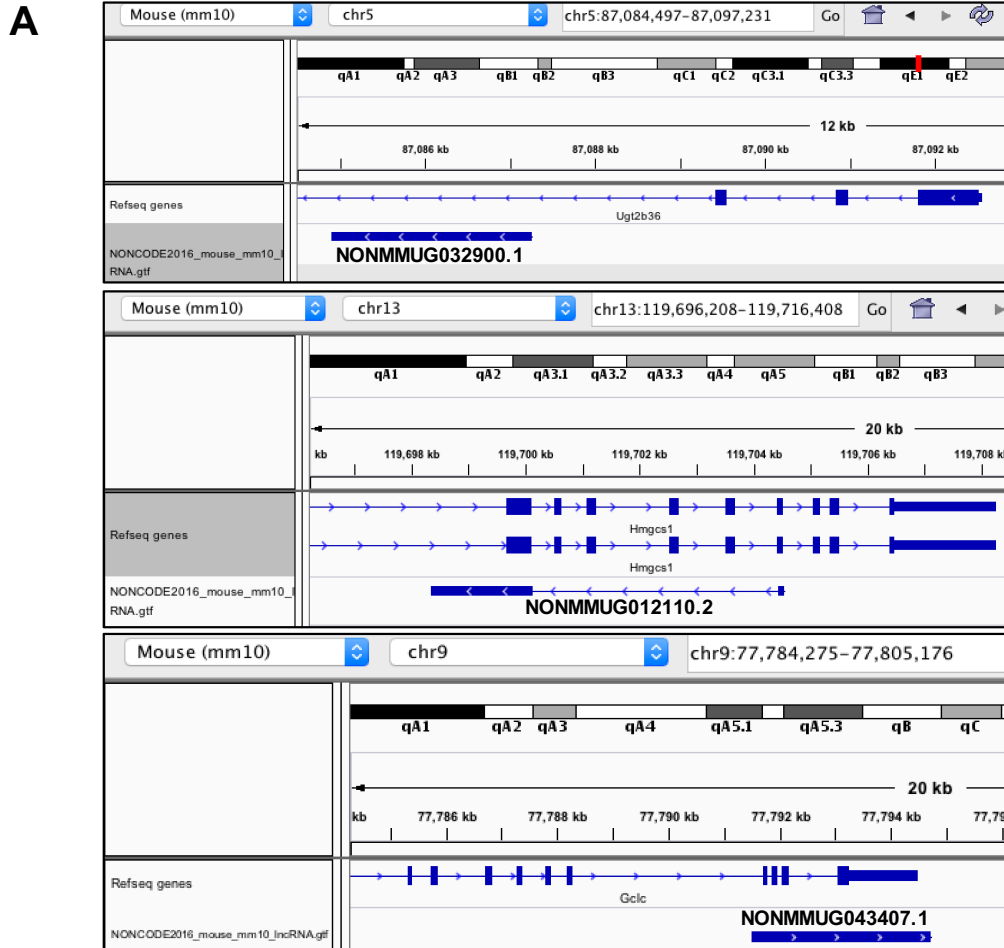 A
Mouse (mm10) chr5 chr5:87,084,497-87,097,231 Go
qA1 qA2 qA3 qB1 qB2 qB3 qC1 qC2 qC3.1 qC3.3 qE1 qE2
12 kb
87,086 kb 87,088 kb 87,090 kb 87,092 kb
Refseq genes
Ugt2b36
NONCODE2016_mouse_mm10_l
RNA.gtf
NONMMUG032900.1
Mouse (mm10) chr13 chr13:119,696,208-119,716,408 Go
qA1 qA2 qA3.1 qA3.2 qA3.3 qA4 qA5 qB1 qB2 qB3
20 kb
kb 119,698 kb 119,700 kb 119,702 kb 119,704 kb 119,706 kb 119,708 k
Refseq genes
Hmgcs1
Hmgcs1
NONCODE2016_mouse_mm10_l
RNA.gtf
NONMMUG012110.2
Mouse (mm10) chr9 chr9:77,784,275-77,805,176
qA1 qA2 qA3 qA4 qA5.1 qA5.3 qB qC
20 kb
kb 77,786 kb 77,788 kb 77,790 kb 77,792 kb 77,794 kb 77,79
Refseq genes
Gclc
NONMMUG043407.1
NONCODE2016_mouse_mm10_lncRNA.gtf